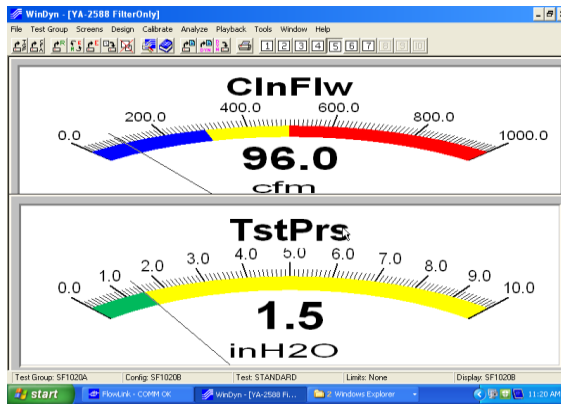 WinDyn - [YA-2588 FilterOnly]
File Test Group Screens Design Calibrate Analyze Playback Tools Window Help
1 2 3 4 5 6 7 8 9 10
ClnFlw
0.0 200.0 400.0 600.0 800.0 1000.0
96.0
cfm
TstPrs
0.0 1.0 2.0 3.0 4.0 5.0 6.0 7.0 8.0 9.0 10.0
1.5
inH2O
Test Group: SF1020A Config: SF1020B Test: STANDARD Limits: None Display: SF1020B
start FlowLink - COMM OK WinDyn - [YA-2588 Fi... 2 Windows Explorer 11:20 AM